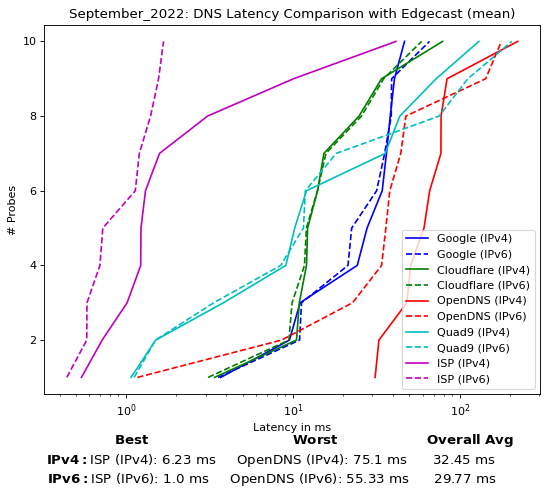 September_2022: DNS Latency Comparison with Edgecast (mean)
10
8
6
4
2
# Probes
Google (IPv4)
Google (IPv6)
Cloudflare (IPv4)
Cloudflare (IPv6)
OpenDNS (IPv4)
OpenDNS (IPv6)
Quad9 (IPv4)
Quad9 (IPv6)
ISP (IPv4)
ISP (IPv6)
10⁰ 10¹ 10²
Latency in ms
Best Worst Overall Avg
IPv4: ISP (IPv4): 6.23 ms OpenDNS (IPv4): 75.1 ms 32.45 ms
IPv6: ISP (IPv6): 1.0 ms OpenDNS (IPv6): 55.33 ms 29.77 ms